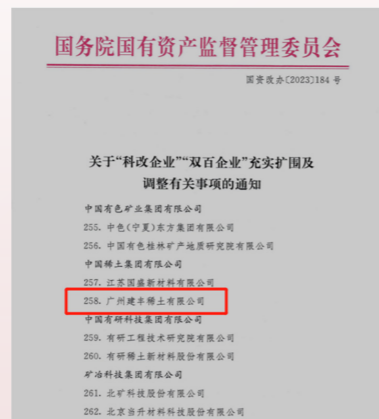 国务院国有资产监督管理委员会
国资改办〔2023〕184 号
关于“科改企业”“双百企业”充实扩围及
调整有关事项的通知
中国有色矿业集团有限公司
255. 中色(宁夏)东方集团有限公司
256. 中国有色桂林矿产地质研究院有限公司
中国稀土集团有限公司
257. 江苏国盛新材料有限公司
258. 广州建丰稀土有限公司
中国有研科技集团有限公司
259. 有研工程技术研究院有限公司
260. 有研稀土新材料股份有限公司
矿冶科技集团有限公司
261. 北矿科技股份有限公司
262. 北京当升材料科技股份有限公司